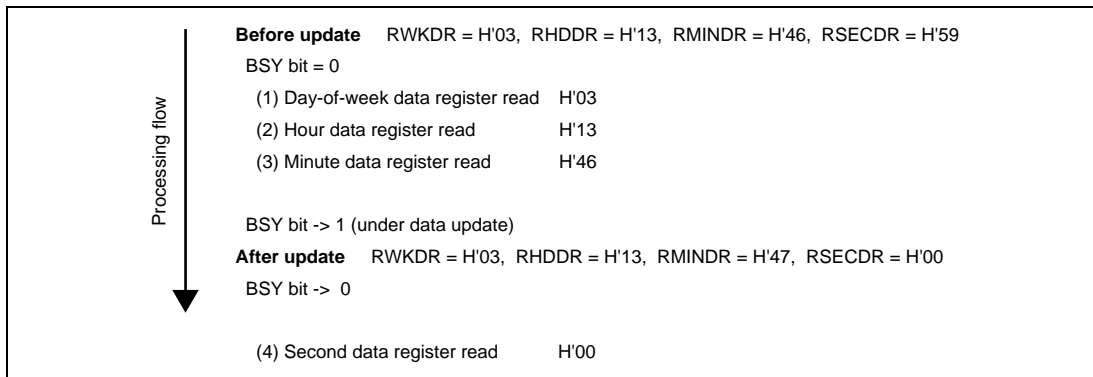 Processing flow
Before update RWKDR = H'03, RHDDR = H'13, RMINDR = H'46, RSECDR = H'59
BSY bit = 0
(1) Day-of-week data register read H'03
(2) Hour data register read H'13
(3) Minute data register read H'46
BSY bit -> 1 (under data update)
After update RWKDR = H'03, RHDDR = H'13, RMINDR = H'47, RSECDR = H'00
BSY bit -> 0
(4) Second data register read H'00